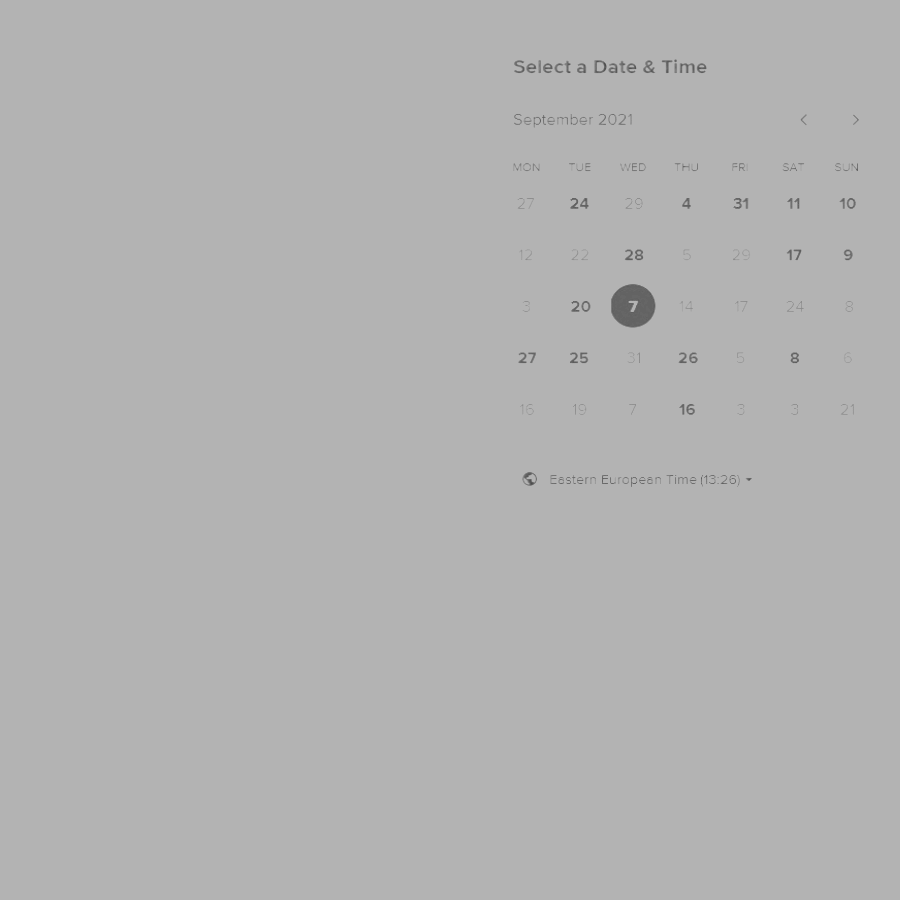 Select a Date & Time
September 2021
MON TUE WED THU FRI SAT SUN
27 24 29 4 31 11 10
12 22 28 5 29 17 9
3 20 7 14 17 24 8
27 25 31 26 5 8 6
16 19 7 16 3 3 21
Eastern European Time (13:26)